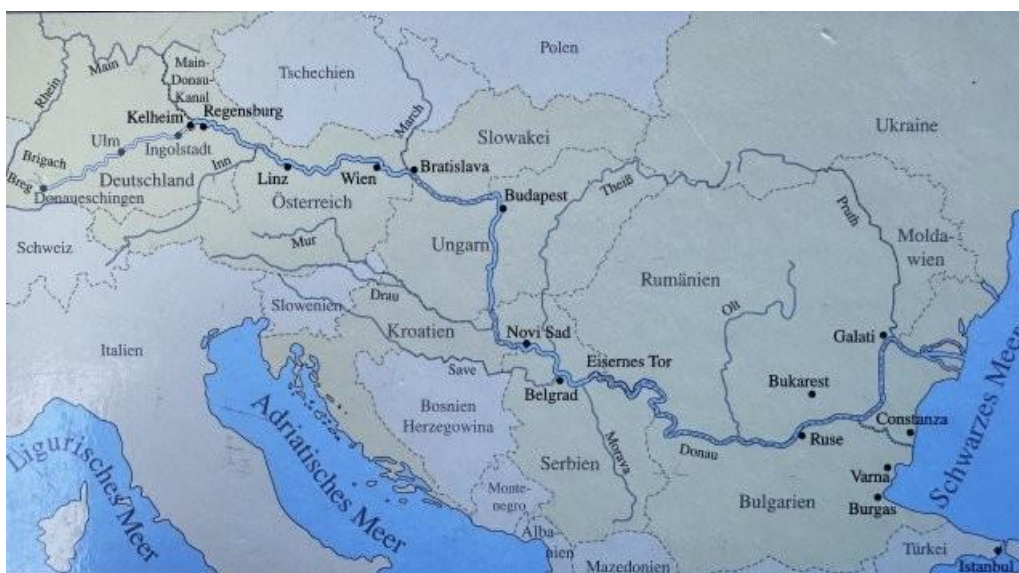 Polen
Tschechien
Main
Main-
Donau-
Kanal
Rhein
Kelheim
Regensburg
March
Slowakei
Ukraine
Ulm
Ingolstadt
Brigach
Breg
Inn
Deutschland
Donaueschingen
Linz
Wien
Bratislava
Österreich
Theiß
Budapest
Pruth
Schweiz
Mur
Ungarn
Molda-
wien
Rumänien
Drau
Slowenien
Olt
Kroatien
Novi Sad
Galati
Italien
Save
Eisernes Tor
Belgrad
Bukarest
Bosnien
Herzegowina
Adriatisches Meer
Constanza
Schwarzes Meer
Ruse
Donau
Ligurisches Meer
Serbien
Morava
Varna
Monte-
negro
Bulgarien
Burgas
Alba
nien
Mazedonien
Türkei
Istanbul